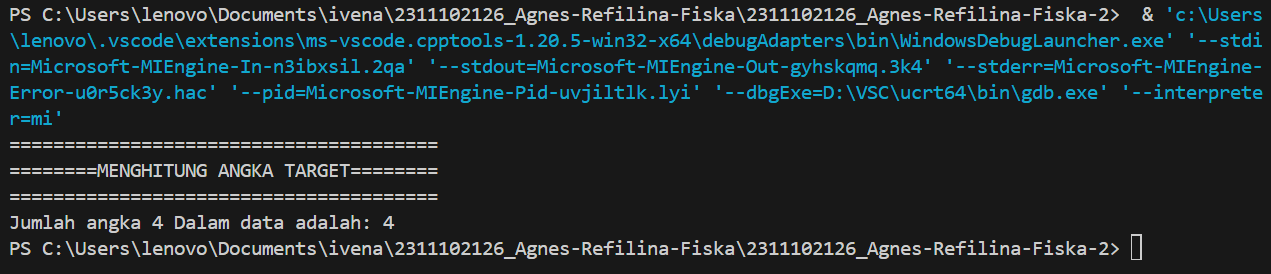 PS C:\Users\lenovo\Documents\ivena\2311102126_Agnes-Refilina-Fiska\2311102126_Agnes-Refilina-Fiska-2>  & 'c:\Users
\lenovo\.vscode\extensions\ms-vscode.cpptools-1.20.5-win32-x64\debugAdapters\bin\WindowsDebugLauncher.exe' '--stdi
n=Microsoft-MIEngine-In-n3ibxsil.2qa' '--stdout=Microsoft-MIEngine-Out-gyhskqmq.3k4' '--stderr=Microsoft-MIEngine-
Error-u0r5ck3y.hac' '--pid=Microsoft-MIEngine-Pid-uvjiltlk.lyi' '--dbgExe=D:\VSC\ucrt64\bin\gdb.exe' '--interprete
r=mi'
=======================================
========MENGHITUNG ANGKA TARGET========
=======================================
Jumlah angka 4 Dalam data adalah: 4
PS C:\Users\lenovo\Documents\ivena\2311102126_Agnes-Refilina-Fiska\2311102126_Agnes-Refilina-Fiska-2>